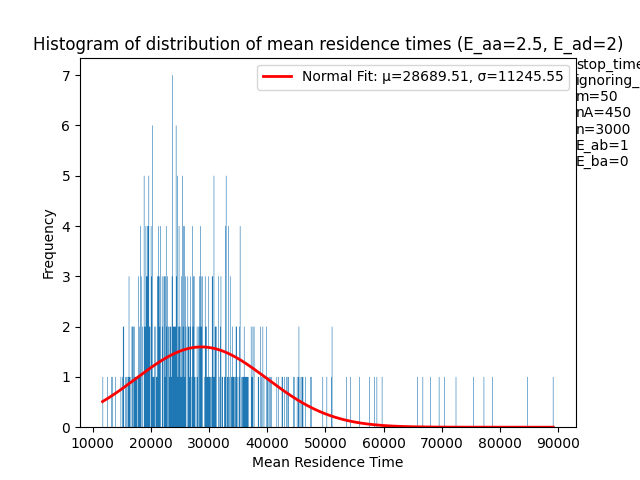 Histogram of distribution of mean residence times (E_aa=2.5, E_ad=2)
Normal Fit: μ=28689.51, σ=11245.55
stop_time
ignoring_
m=50
nA=450
n=3000
E_ab=1
E_ba=0
Frequency
7
6
5
4
3
2
1
0
10000 20000 30000 40000 50000 60000 70000 80000 90000
Mean Residence Time